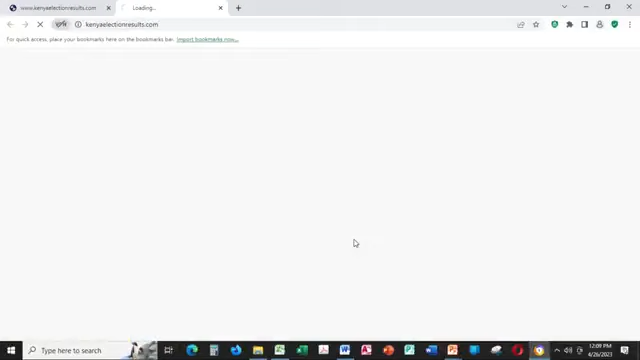 www.kenyaelectionresults.com
Loading...
kenyaelectionresults.com
For quick access, place your bookmarks here on the bookmarks bar. Import bookmarks now...
Type here to search
12:09 PM
4/26/2023